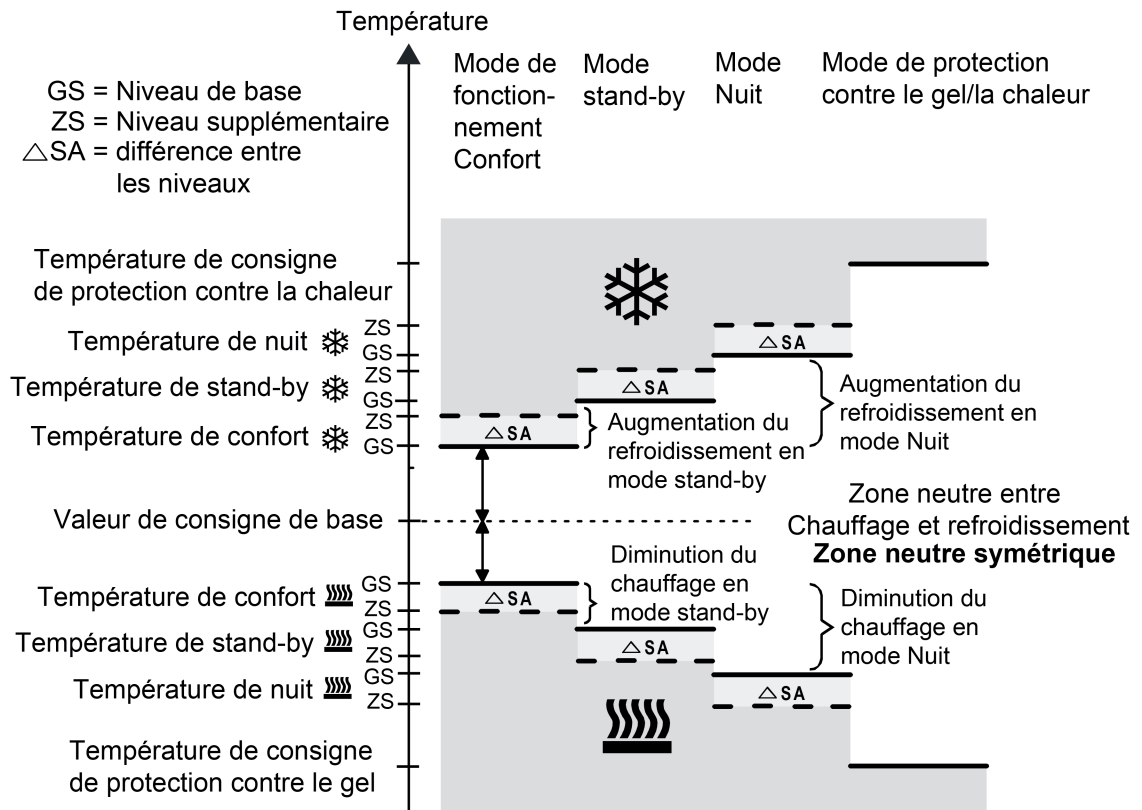 Température
GS = Niveau de base
ZS = Niveau supplémentaire
△SA = différence entre
les niveaux
Mode de
fonction-
nement
Confort
Mode
stand-by
Mode
Nuit
Mode de protection
contre le gel/la chaleur
Température de consigne
de protection contre la chaleur
Température de nuit
ZS
GS
Température de stand-by
ZS
GS
Température de confort
ZS
GS
△SA
△SA
△SA
Augmentation du
refroidissement en
mode stand-by
Augmentation du
refroidissement en
mode Nuit
Valeur de consigne de base
Zone neutre entre
Chauffage et refroidissement
Zone neutre symétrique
Température de confort
GS
ZS
Température de stand-by
GS
ZS
Température de nuit
GS
ZS
△SA
△SA
△SA
Diminution du
chauffage en
mode stand-by
Diminution du
chauffage en
mode Nuit
Température de consigne
de protection contre le gel